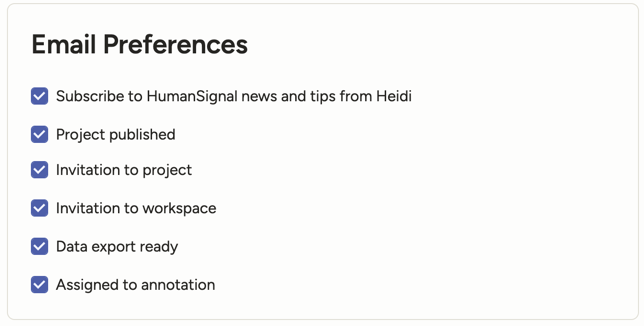 Email Preferences
Subscribe to HumanSignal news and tips from Heidi
Project published
Invitation to project
Invitation to workspace
Data export ready
Assigned to annotation